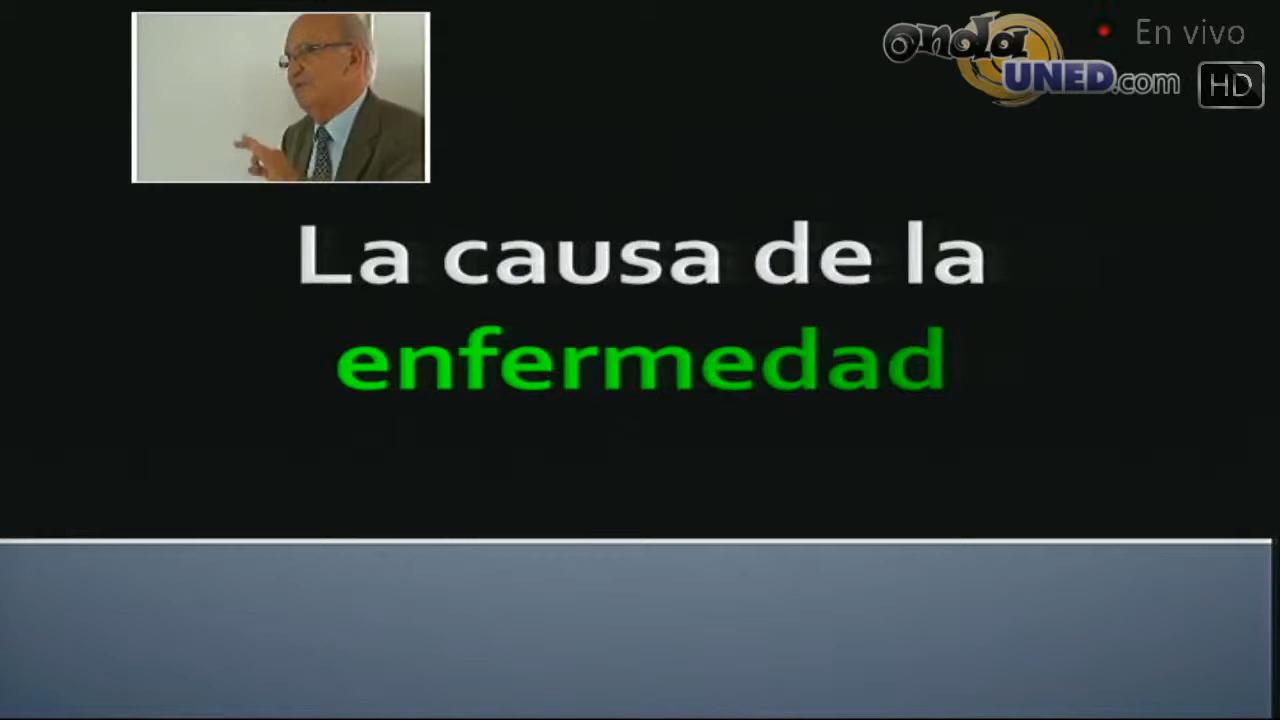 onda
UNED.com
En vivo
HD
La causa de la
enfermedad